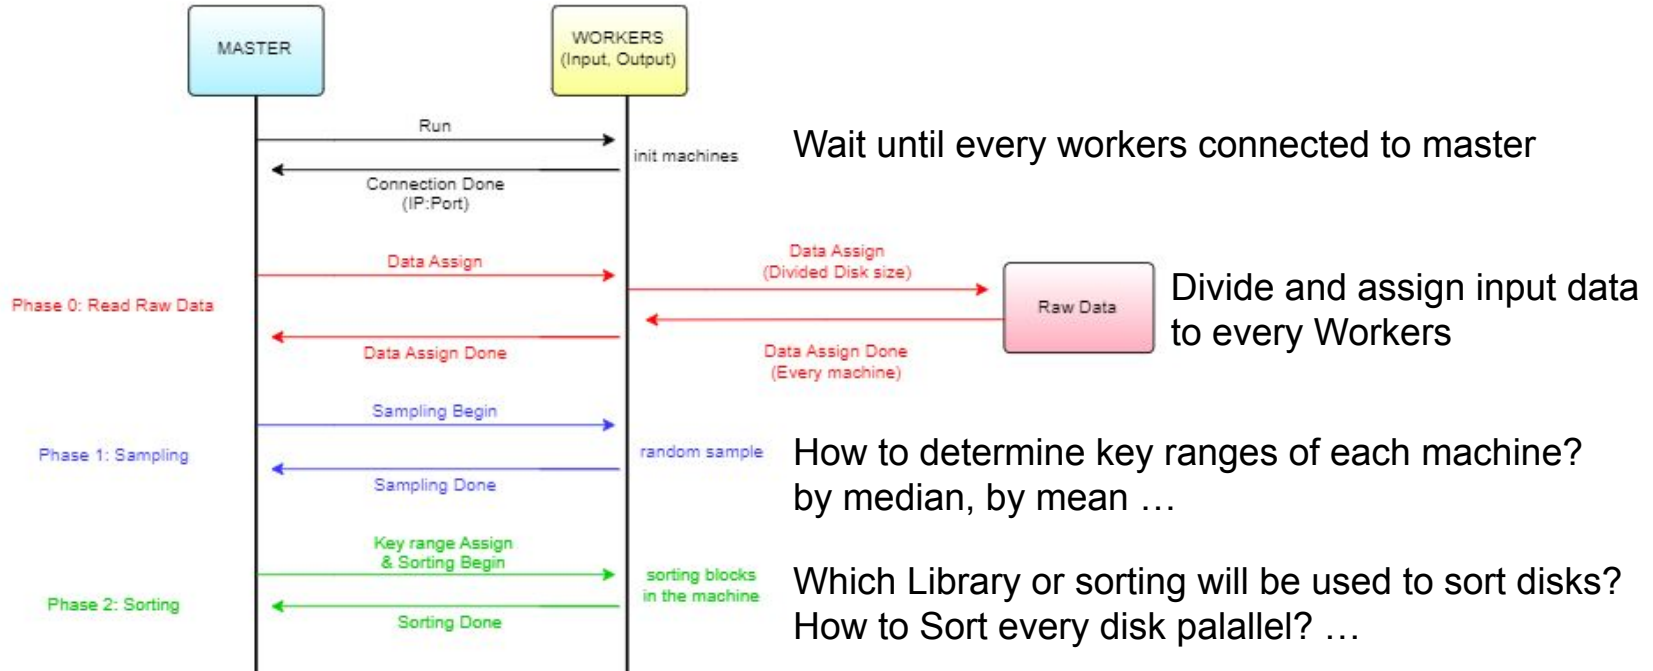 MASTER
WORKERS
(Input, Output)
Run
init machines
Connection Done
(IP:Port)
Wait until every workers connected to master
Data Assign
Data Assign
(Divided Disk size)
Phase 0: Read Raw Data
Raw Data
Data Assign Done
Data Assign Done
(Every machine)
Divide and assign input data
to every Workers
Sampling Begin
Phase 1: Sampling
random sample
Sampling Done
How to determine key ranges of each machine?
by median, by mean …
Key range Assign
& Sorting Begin
sorting blocks
in the machine
Phase 2: Sorting
Sorting Done
Which Library or sorting will be used to sort disks?
How to Sort every disk palallel? …